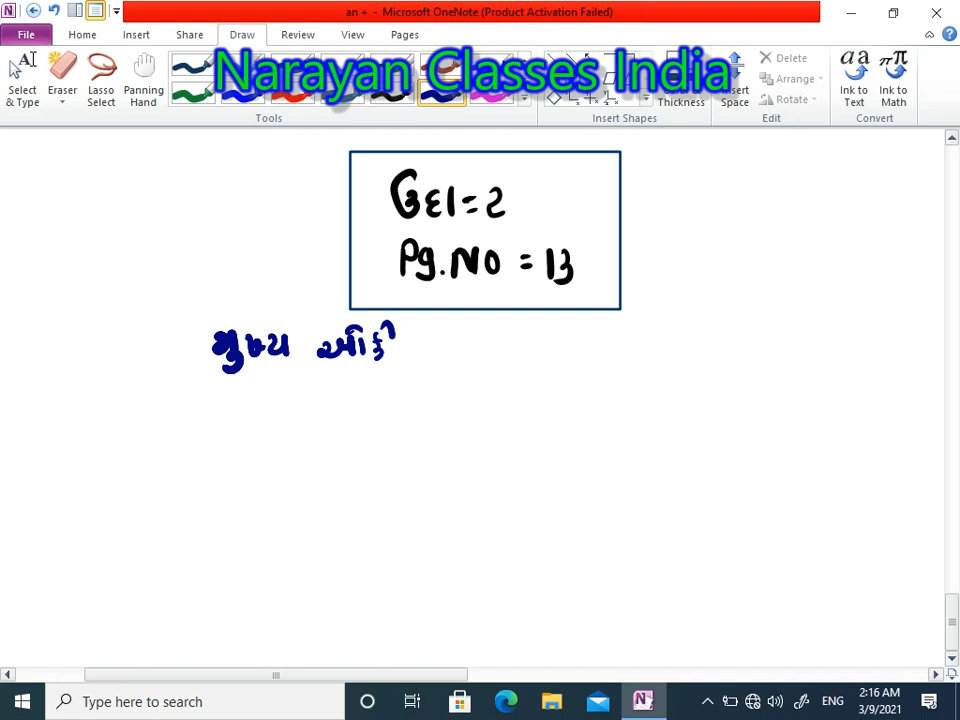 an + - Microsoft OneNote (Product Activation Failed)
File Home Insert Share Draw Review View Pages
Narayan Classes India
Select & Type
Eraser
Lasso Select
Panning Hand
Thickness
Insert Space
Delete
Arrange
Rotate
Ink to Text
Ink to Math
Tools Insert Shapes Edit Convert
ઉદા = 2
Pg.No = 13
મુખ્ય
Type here to search
ENG
2:16 AM
3/9/2021